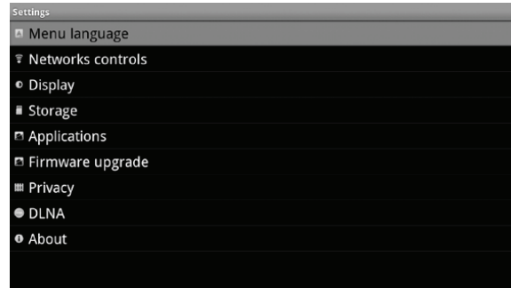 Settings
Menu language
Networks controls
Display
Storage
Applications
Firmware upgrade
Privacy
DLNA
About